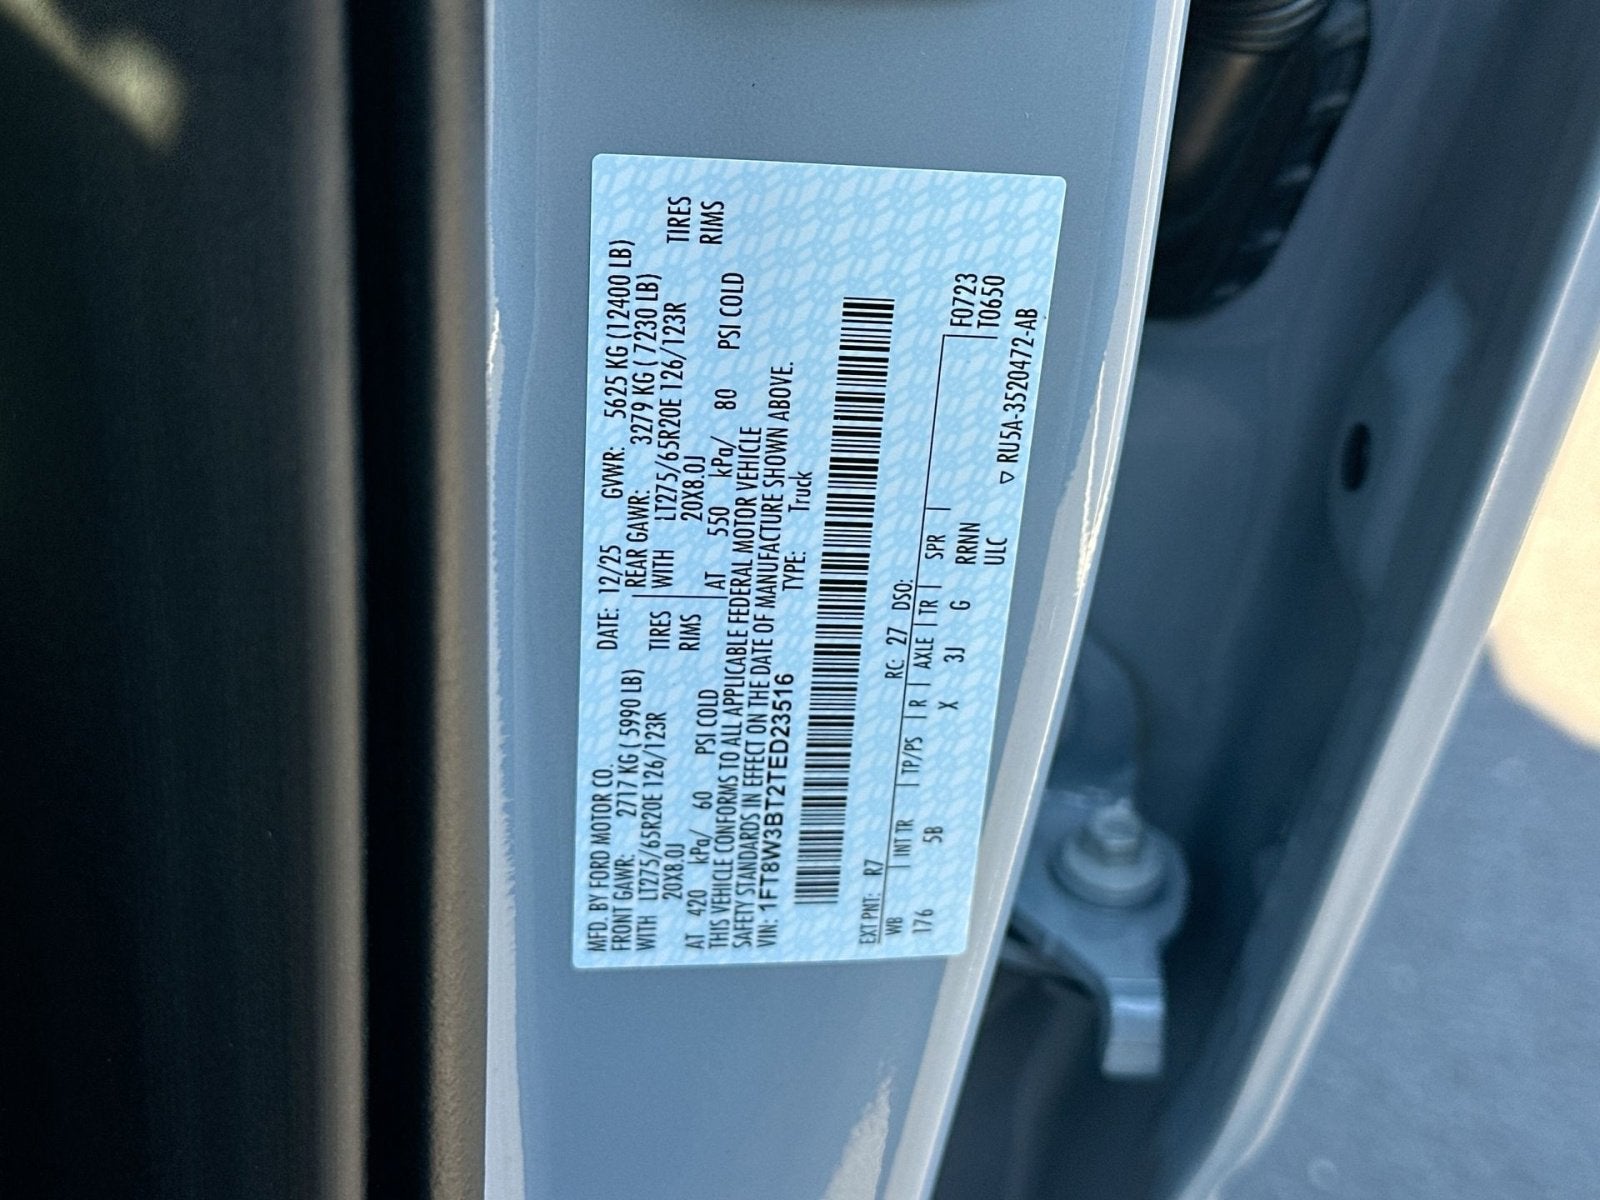 MFD. BY FORD MOTOR CO.
DATE: 12/25 GVWR: 5625 KG (12400 LB)
FRONT GAWR: 2717 KG ( 5990 LB)
REAR GAWR: 3279 KG ( 7230 LB)
WITH LT275/65R20E 126/123R TIRES
WITH LT275/65R20E 126/123R TIRES
20X8.0J RIMS
20X8.0J RIMS
AT 420 kPa/ 60 PSI COLD
AT 550 kPa/ 80 PSI COLD
THIS VEHICLE CONFORMS TO ALL APPLICABLE FEDERAL MOTOR VEHICLE
SAFETY STANDARDS IN EFFECT ON THE DATE OF MANUFACTURE SHOWN ABOVE.
VIN: 1FT8W3BT2TED23516
TYPE: Truck
EXT PNT: R7 RC: 27 DSO:
WB INT TR TP/PS R AXLE TR SPR F0723
176 5B X 3J G RRNN T0650
ULC
▽ RU5A-3520472-AB